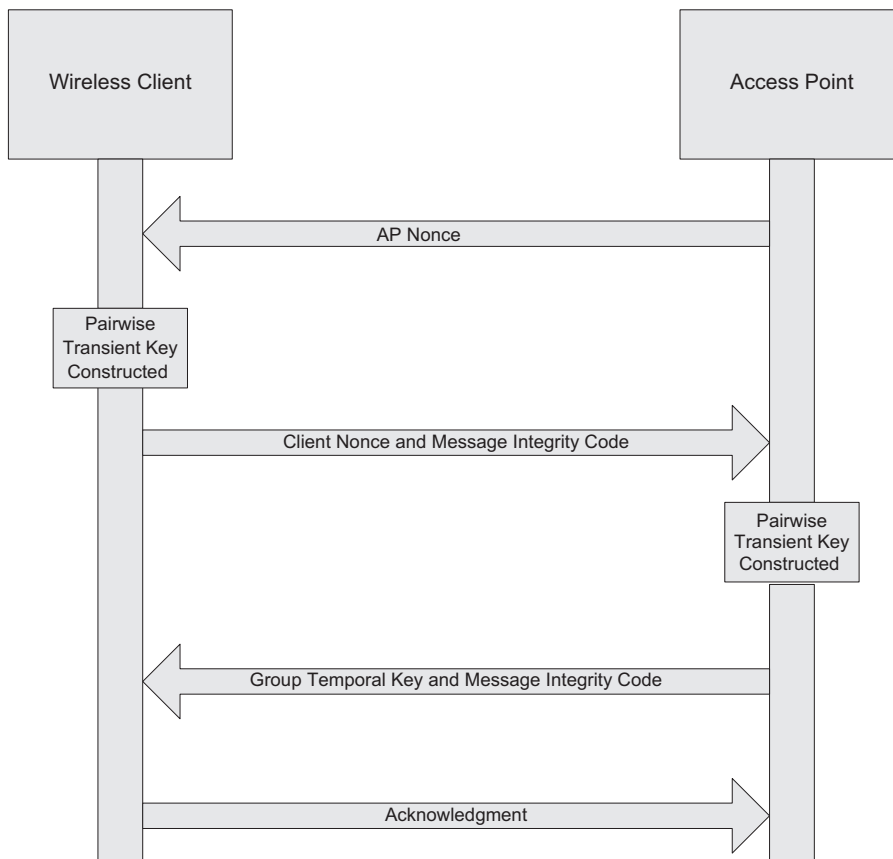 Wireless Client
Access Point
AP Nonce
Pairwise
Transient Key
Constructed
Client Nonce and Message Integrity Code
Pairwise
Transient Key
Constructed
Group Temporal Key and Message Integrity Code
Acknowledgment